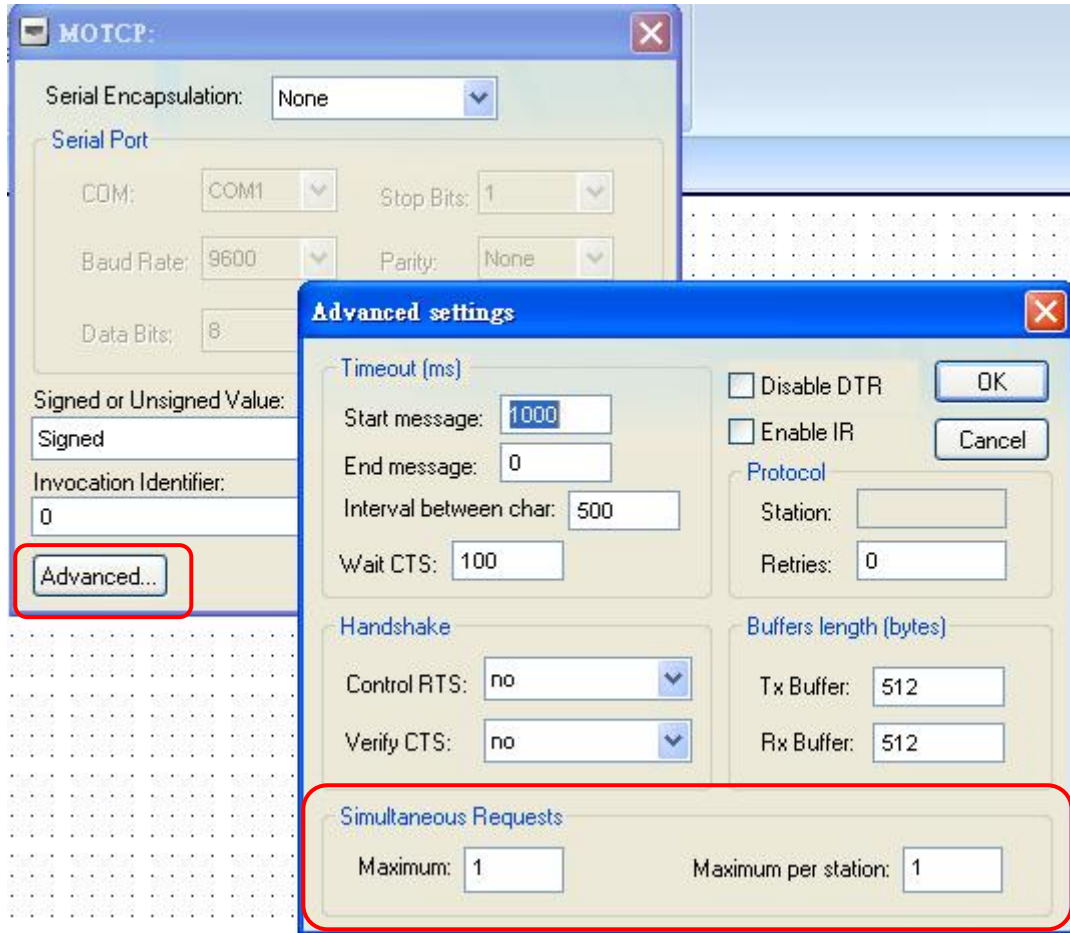 MOTCP:
Serial Encapsulation: None
Serial Port
COM: COM1 Stop Bits: 1
Baud Rate: 9600 Parity: None
Data Bits: 8
Signed or Unsigned Value:
Signed
Invocation Identifier:
0
Advanced...
Advanced settings
Timeout (ms)
Start message: 1000
End message: 0
Interval between char: 500
Wait CTS: 100
Disable DTR
Enable IR
OK
Cancel
Protocol
Station:
Retries: 0
Handshake
Control RTS: no
Verify CTS: no
Buffers length (bytes)
Tx Buffer: 512
Rx Buffer: 512
Simultaneous Requests
Maximum: 1 Maximum per station: 1